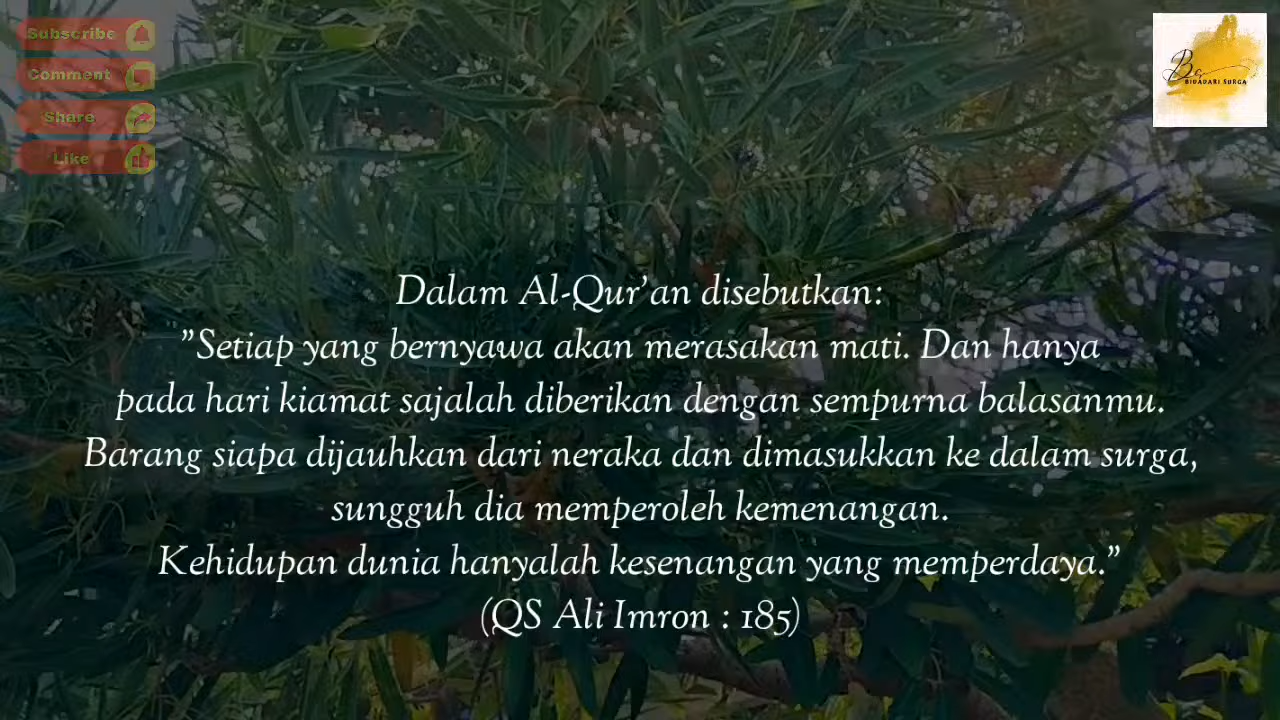 Subscribe
Comment
Share
Like
BIDADARI SURGA
Dalam Al-Qur'an disebutkan:
"Setiap yang bernyawa akan merasakan mati. Dan hanya
pada hari kiamat sajalah diberikan dengan sempurna balasanmu.
Barang siapa dijauhkan dari neraka dan dimasukkan ke dalam surga,
sungguh dia memperoleh kemenangan.
Kehidupan dunia hanyalah kesenangan yang memperdaya."
(QS Ali Imron : 185)